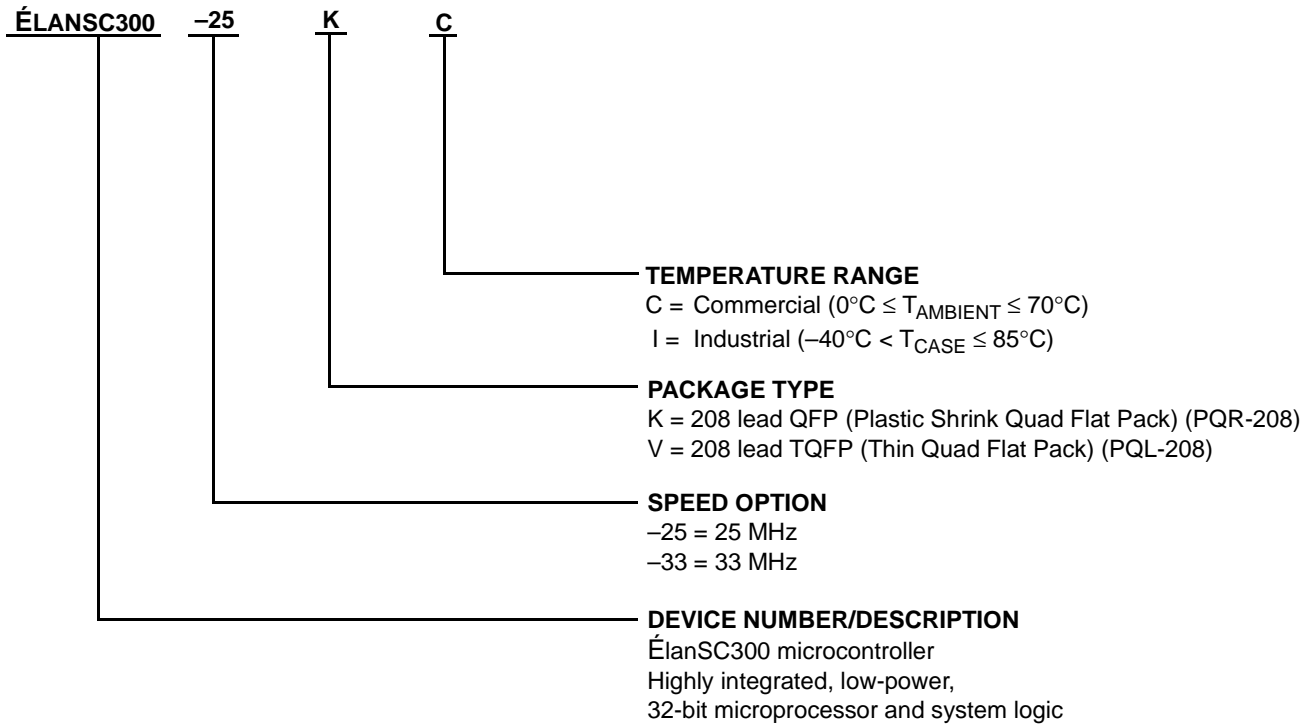 ÉLANSC300 –25 K C
TEMPERATURE RANGE
C = Commercial (0°C ≤ TAMBIENT ≤ 70°C)
I = Industrial (–40°C < TCASE ≤ 85°C)
PACKAGE TYPE
K = 208 lead QFP (Plastic Shrink Quad Flat Pack) (PQR-208)
V = 208 lead TQFP (Thin Quad Flat Pack) (PQL-208)
SPEED OPTION
–25 = 25 MHz
–33 = 33 MHz
DEVICE NUMBER/DESCRIPTION
ÉlanSC300 microcontroller
Highly integrated, low-power,
32-bit microprocessor and system logic